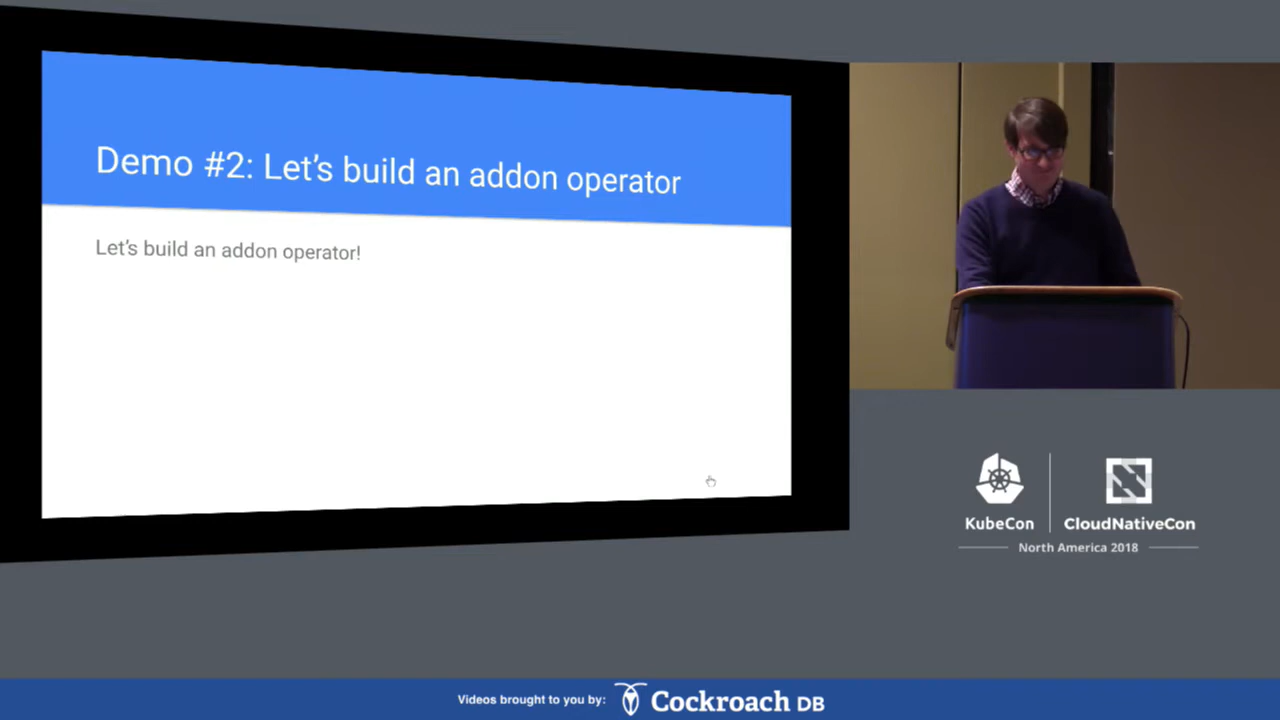 Demo #2: Let's build an addon operator
Let's build an addon operator!
KubeCon
CloudNativeCon
North America 2018
Videos brought to you by:
Cockroach DB